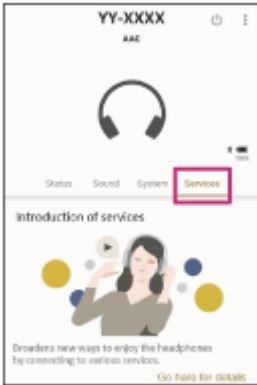 YY-XXXX
AAC
100%
Status Sound System Services
Introduction of services
Broadens new ways to enjoy the headphones
by connecting to various services.
Go here for details